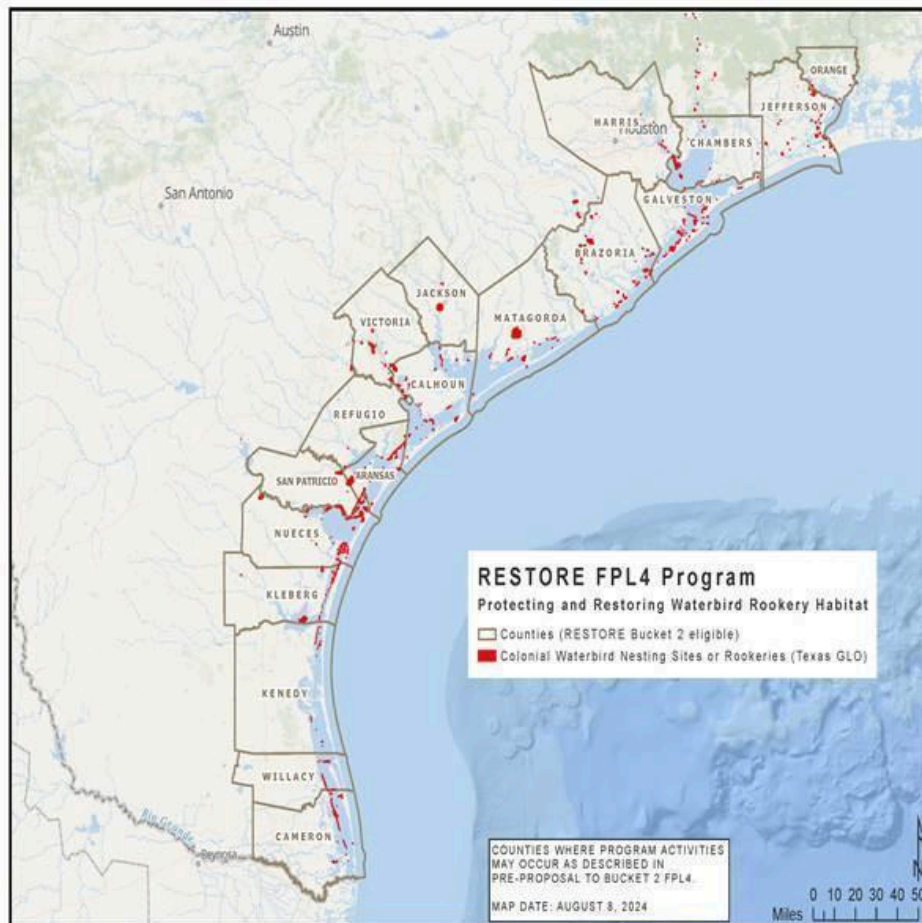 Austin
ORANGE
JEFFERSON
HARRIS
Houston
CHAMBERS
San Antonio
GALVESTON
BRAZORIA
JACKSON
MATAGORDA
VICTORIA
CALHOUN
REFUGIO
SAN PATRICIO
ARANSAS
NUECES
RESTORE FPL4 Program
Protecting and Restoring Waterbird Rookery Habitat
Counties (RESTORE Bucket 2 eligible)
Colonial Waterbird Nesting Sites or Rookeries (Texas GLO)
KLEBERG
KENEDY
WILLACY
CAMERON
Rio Grande
Reynosa
COUNTIES WHERE PROGRAM ACTIVITIES
MAY OCCUR AS DESCRIBED IN
PRE-PROPOSAL TO BUCKET 2 FPL4.
MAP DATE: AUGUST 8, 2024
N
0 10 20 30 40 50
Miles